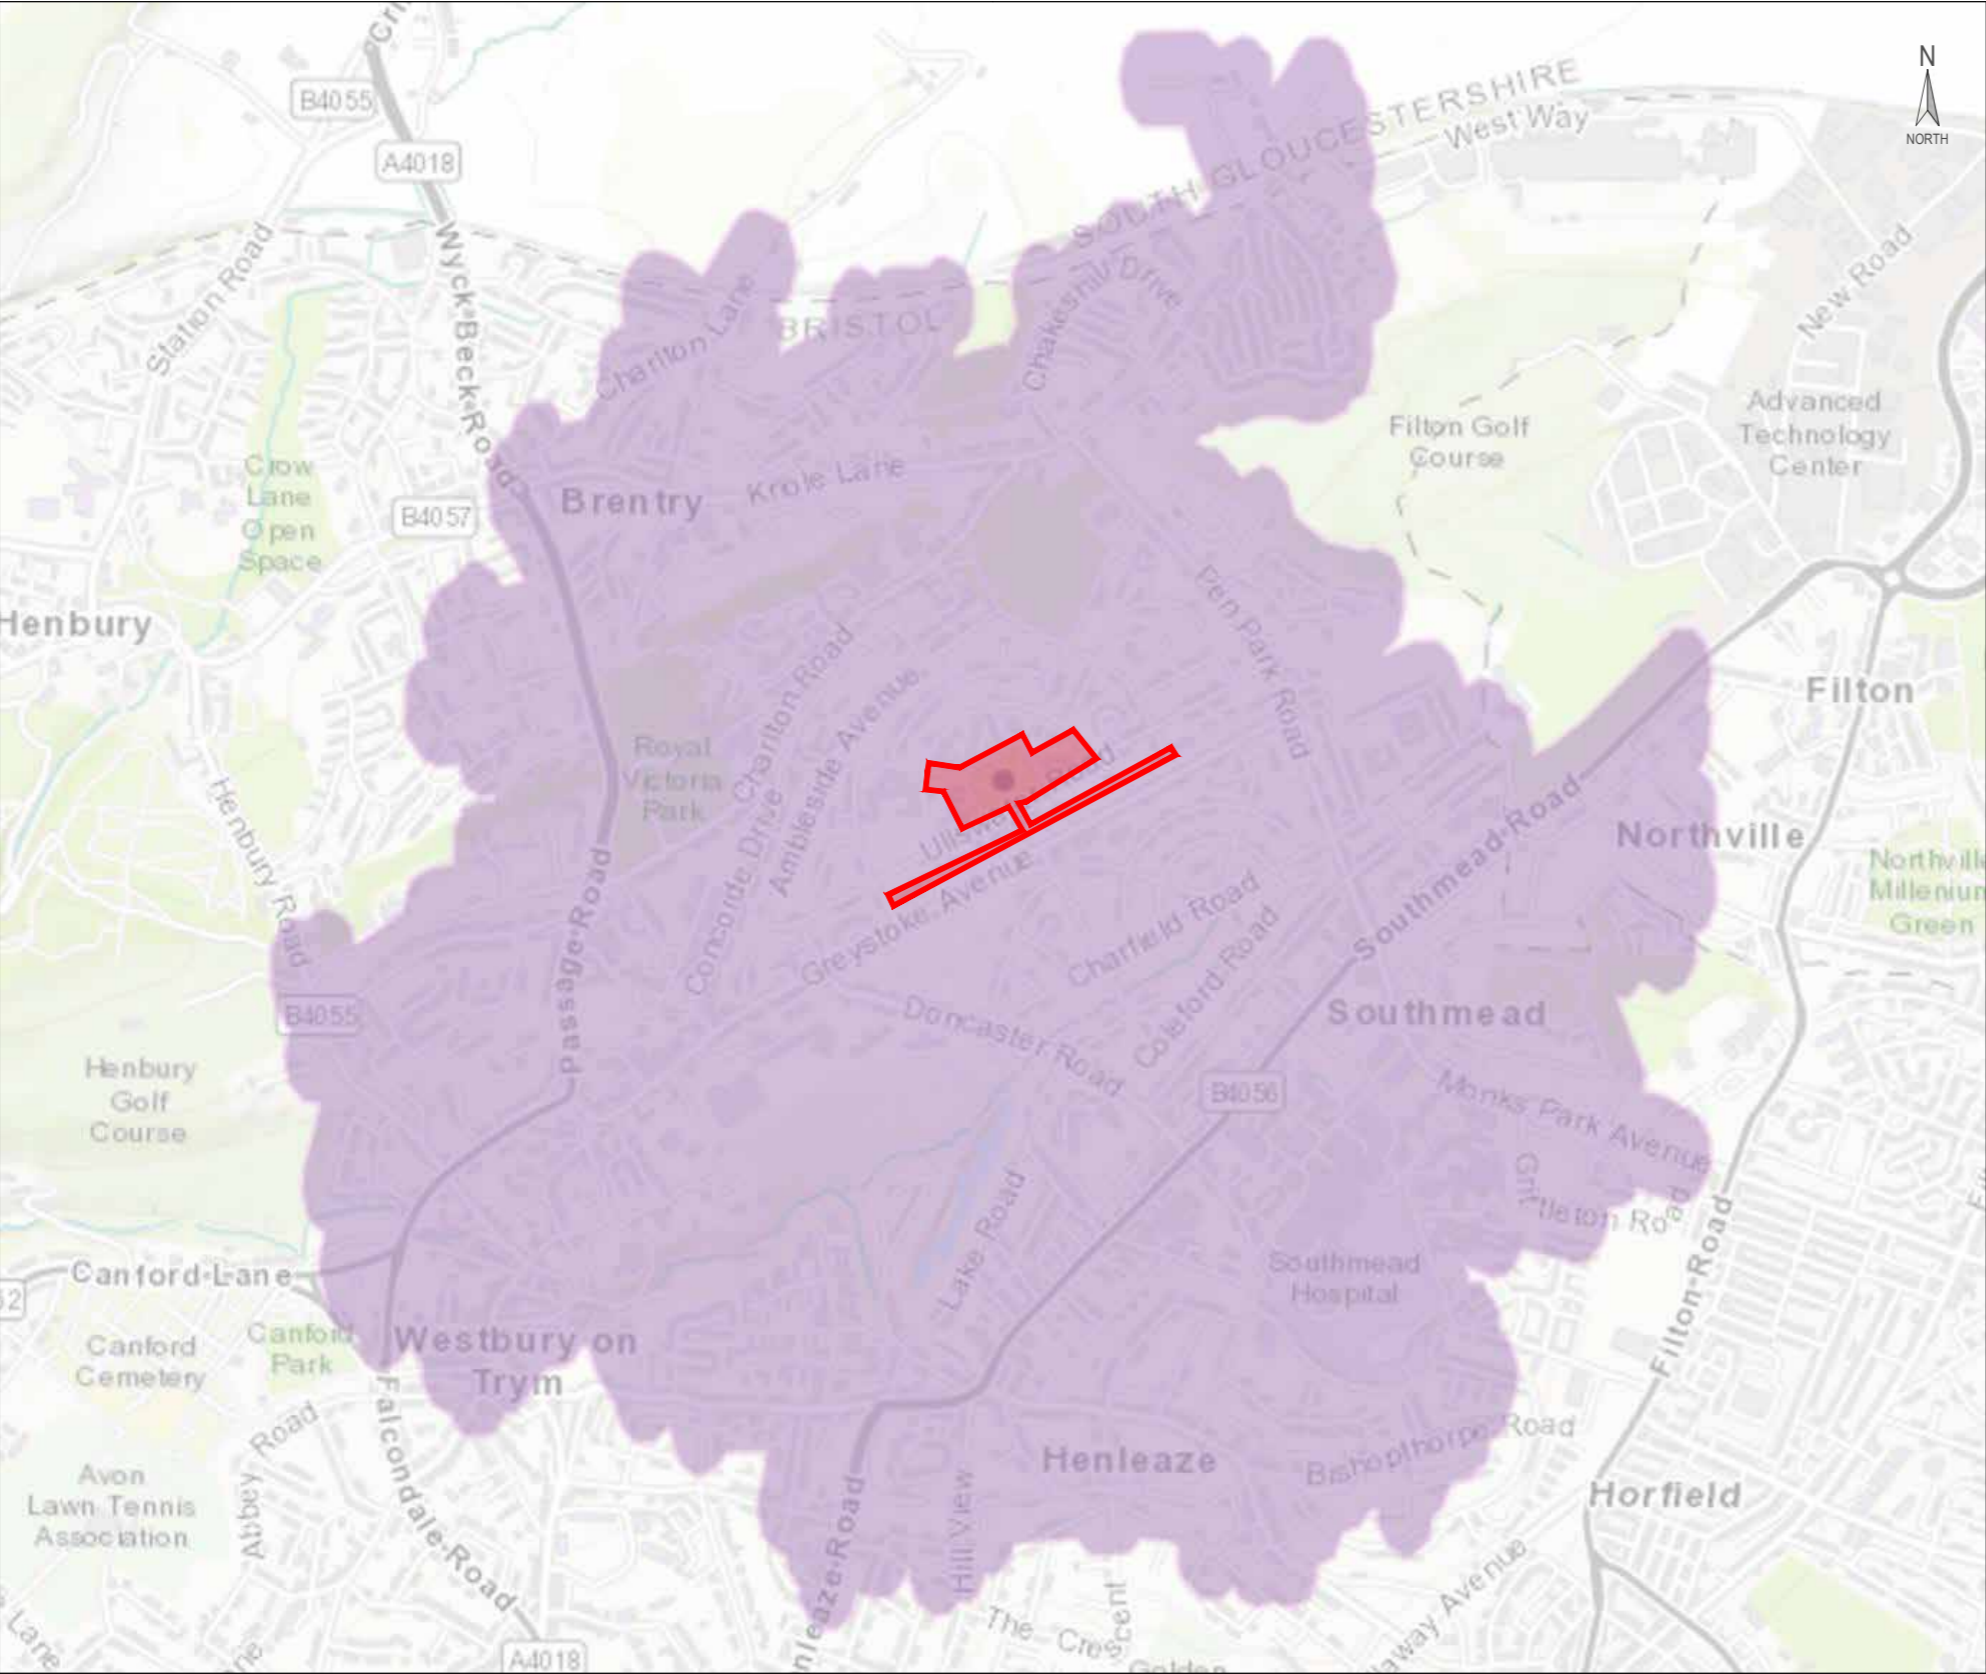 N
NORTH
B4055
A4018
SOUTH GLOUCESTERSHIRE
West Way
Station Road
Wyck-Beck-Road
Charlton Lane
BRISTOL
Chakeshill Drive
New Road
Advanced
Technology
Center
Filton Golf
Course
Crow
Lane
Open
Space
B4057
Brentry
Knole Lane
Henbury
Pen Park Road
Filton
Charlton Road
Ambleside Avenue
Royal
Victoria
Park
Concorde Drive
Henbury Road
Passage-Road
Greystoke Avenue
Charfield Road
Coleford Road
Southmead-Road
Northville
Northville
Millenium
Green
B4055
Doncaster Road
Southmead
Henbury
Golf
Course
B4056
Monks Park Avenue
Lake Road
Southmead
Hospital
Filton-Road
Canford-Lane
Canford
Cemetery
Canford
Park
Westbury on
Trym
Abbey Road
Falcondale-Road
Avon
Lawn Tennis
Association
Henleaze
Bishopthorpe Road
Horfield
Hill View
The Crescent
A4018
Lane